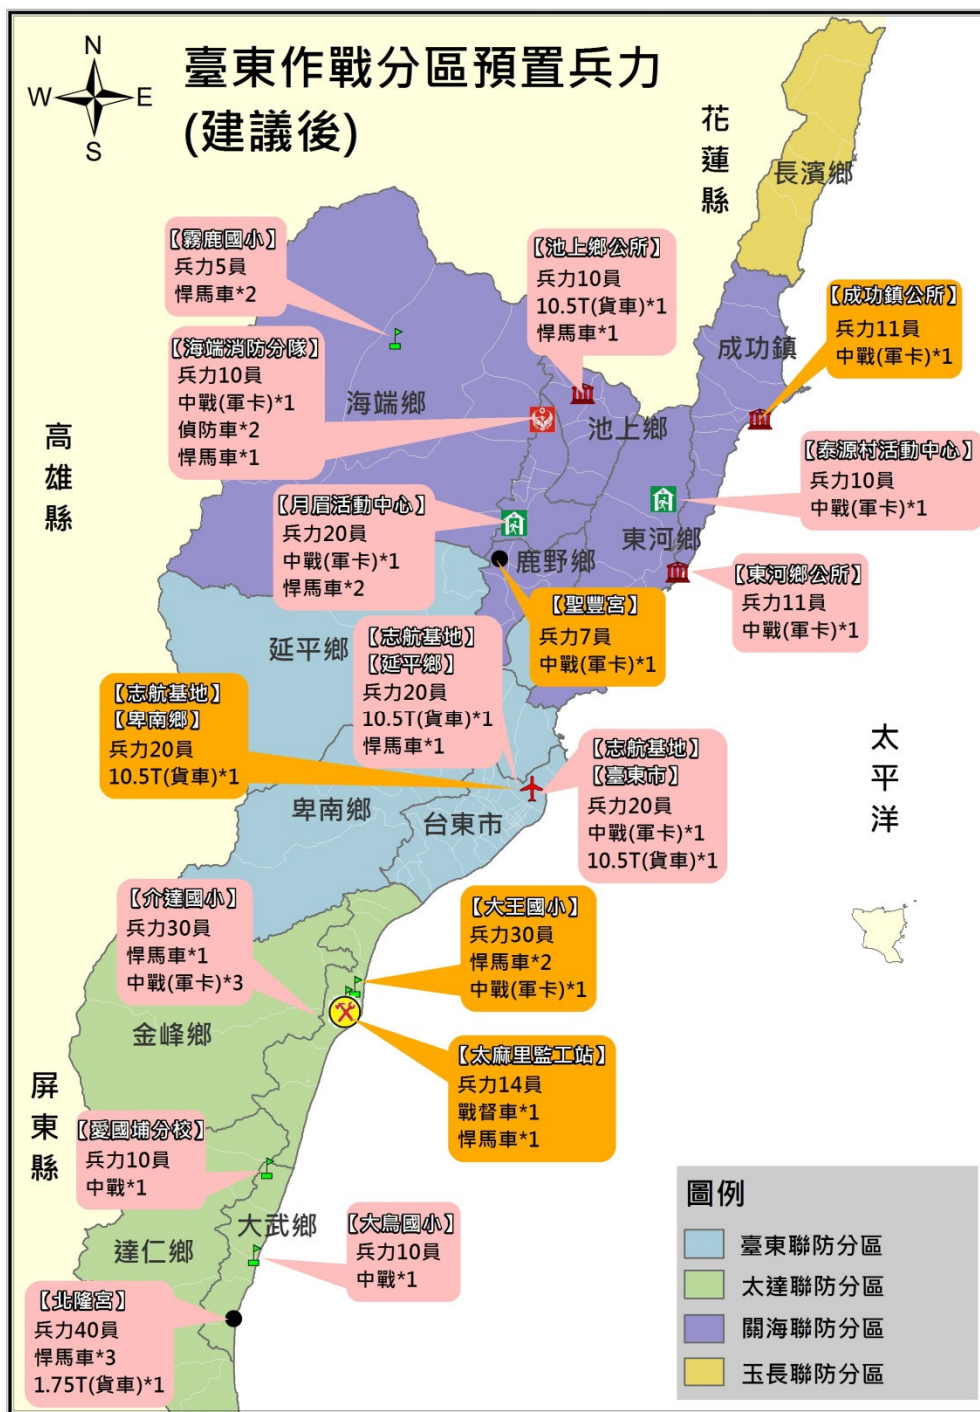 N
W
E
S
臺東作戰分區預置兵力
(建議後)
花蓮縣
長濱鄉
【霧鹿國小】
兵力5員
悍馬車*2
【池上鄉公所】
兵力10員
10.5T(貨車)*1
悍馬車*1
【成功鎮公所】
兵力11員
中戰(軍卡)*1
成功鎮
【海端消防分隊】
兵力10員
中戰(軍卡)*1
偵防車*2
悍馬車*1
海端鄉
池上鄉
高雄縣
【泰源村活動中心】
兵力10員
中戰(軍卡)*1
【月眉活動中心】
兵力20員
中戰(軍卡)*1
悍馬車*2
東河鄉
鹿野鄉
【東河鄉公所】
兵力11員
中戰(軍卡)*1
【聖豐宮】
兵力7員
中戰(軍卡)*1
延平鄉
【志航基地】
【延平鄉】
兵力20員
10.5T(貨車)*1
悍馬車*1
【志航基地】
【卑南鄉】
兵力20員
10.5T(貨車)*1
【志航基地】
【臺東市】
兵力20員
中戰(軍卡)*1
10.5T(貨車)*1
太平洋
卑南鄉
台東市
【介達國小】
兵力30員
悍馬車*1
中戰(軍卡)*3
【大王國小】
兵力30員
悍馬車*2
中戰(軍卡)*1
金峰鄉
【太麻里監工站】
兵力14員
戰督車*1
悍馬車*1
屏東縣
【愛國埔分校】
兵力10員
中戰*1
大武鄉
【大鳥國小】
兵力10員
中戰*1
達仁鄉
【北隆宮】
兵力40員
悍馬車*3
1.75T(貨車)*1
圖例
臺東聯防分區
太達聯防分區
關海聯防分區
玉長聯防分區